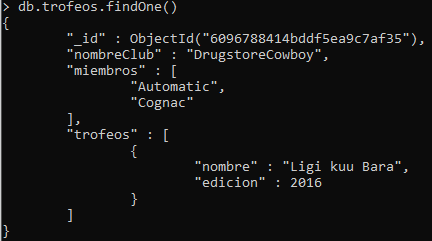 > db.trofeos.findOne()
{
"_id" : ObjectId("6096788414bddf5ea9c7af35"),
"nombreClub" : "DrugstoreCowboy",
"miembros" : [
"Automatic",
"Cognac"
],
"trofeos" : [
{
"nombre" : "Ligi kuu Bara",
"edicion" : 2016
}
]
}